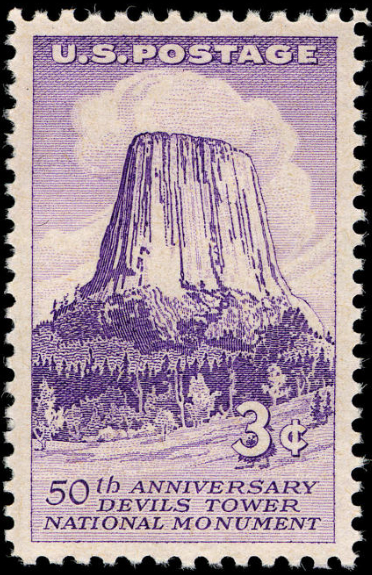 U.S. POSTAGE
3¢
50th ANNIVERSARY
DEVILS TOWER
NATIONAL MONUMENT